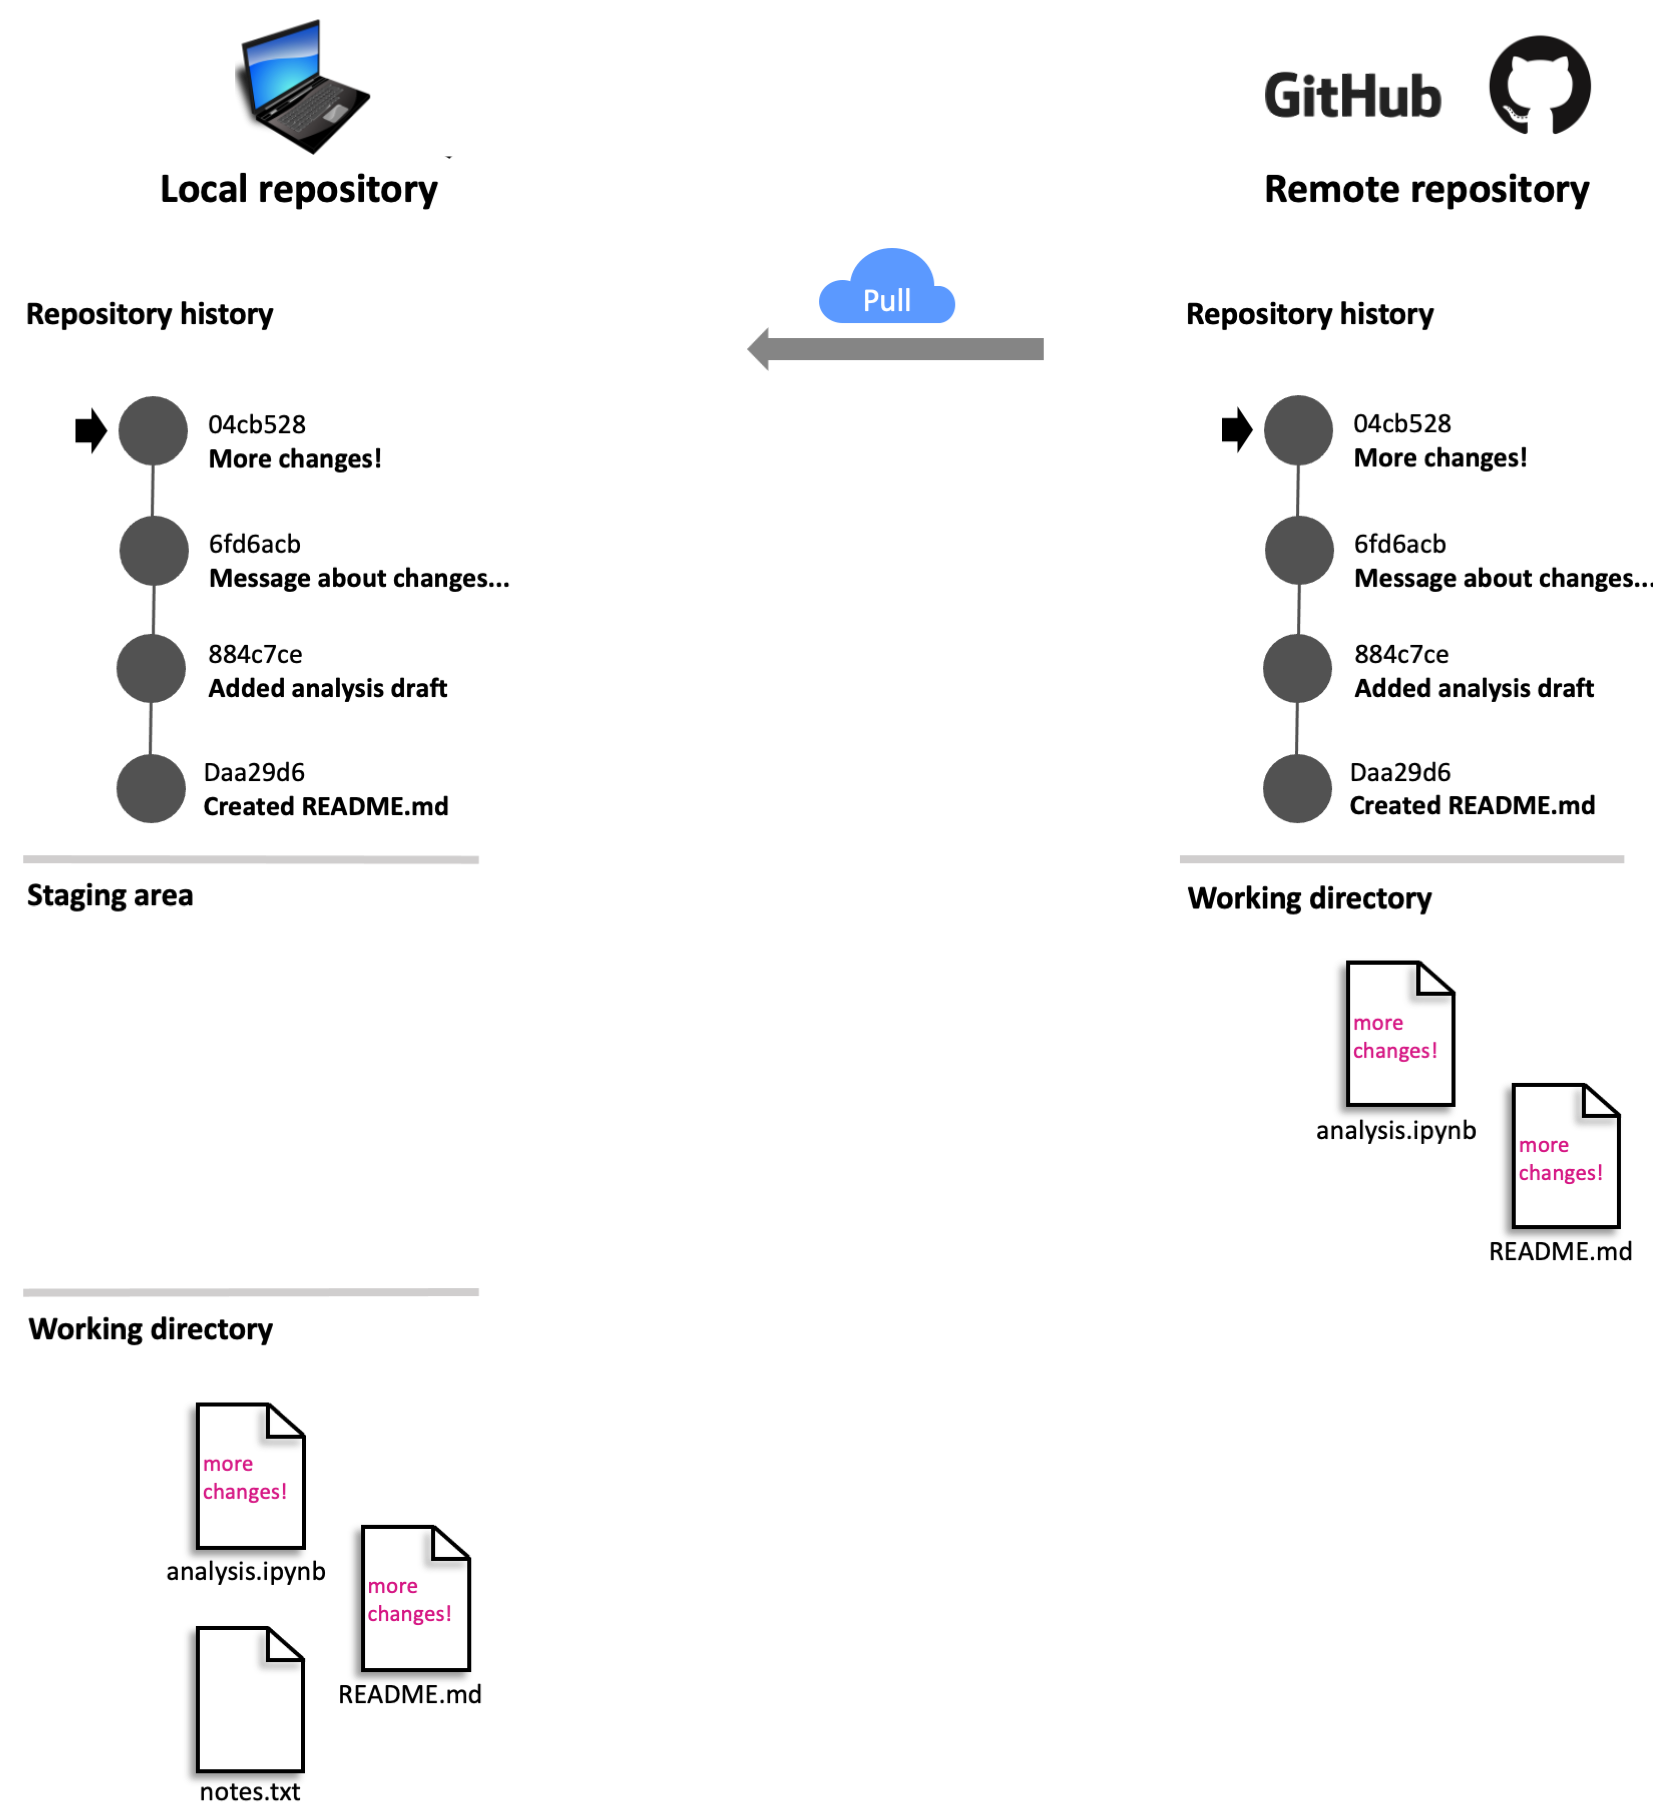 GitHub
Local repository
Remote repository
Pull
Repository history
04cb528
More changes!
6fd6acb
Message about changes...
884c7ce
Added analysis draft
Daa29d6
Created README.md
Staging area
Working directory
more
changes!
analysis.ipynb
more
changes!
README.md
notes.txt
Repository history
04cb528
More changes!
6fd6acb
Message about changes...
884c7ce
Added analysis draft
Daa29d6
Created README.md
Working directory
more
changes!
analysis.ipynb
more
changes!
README.md